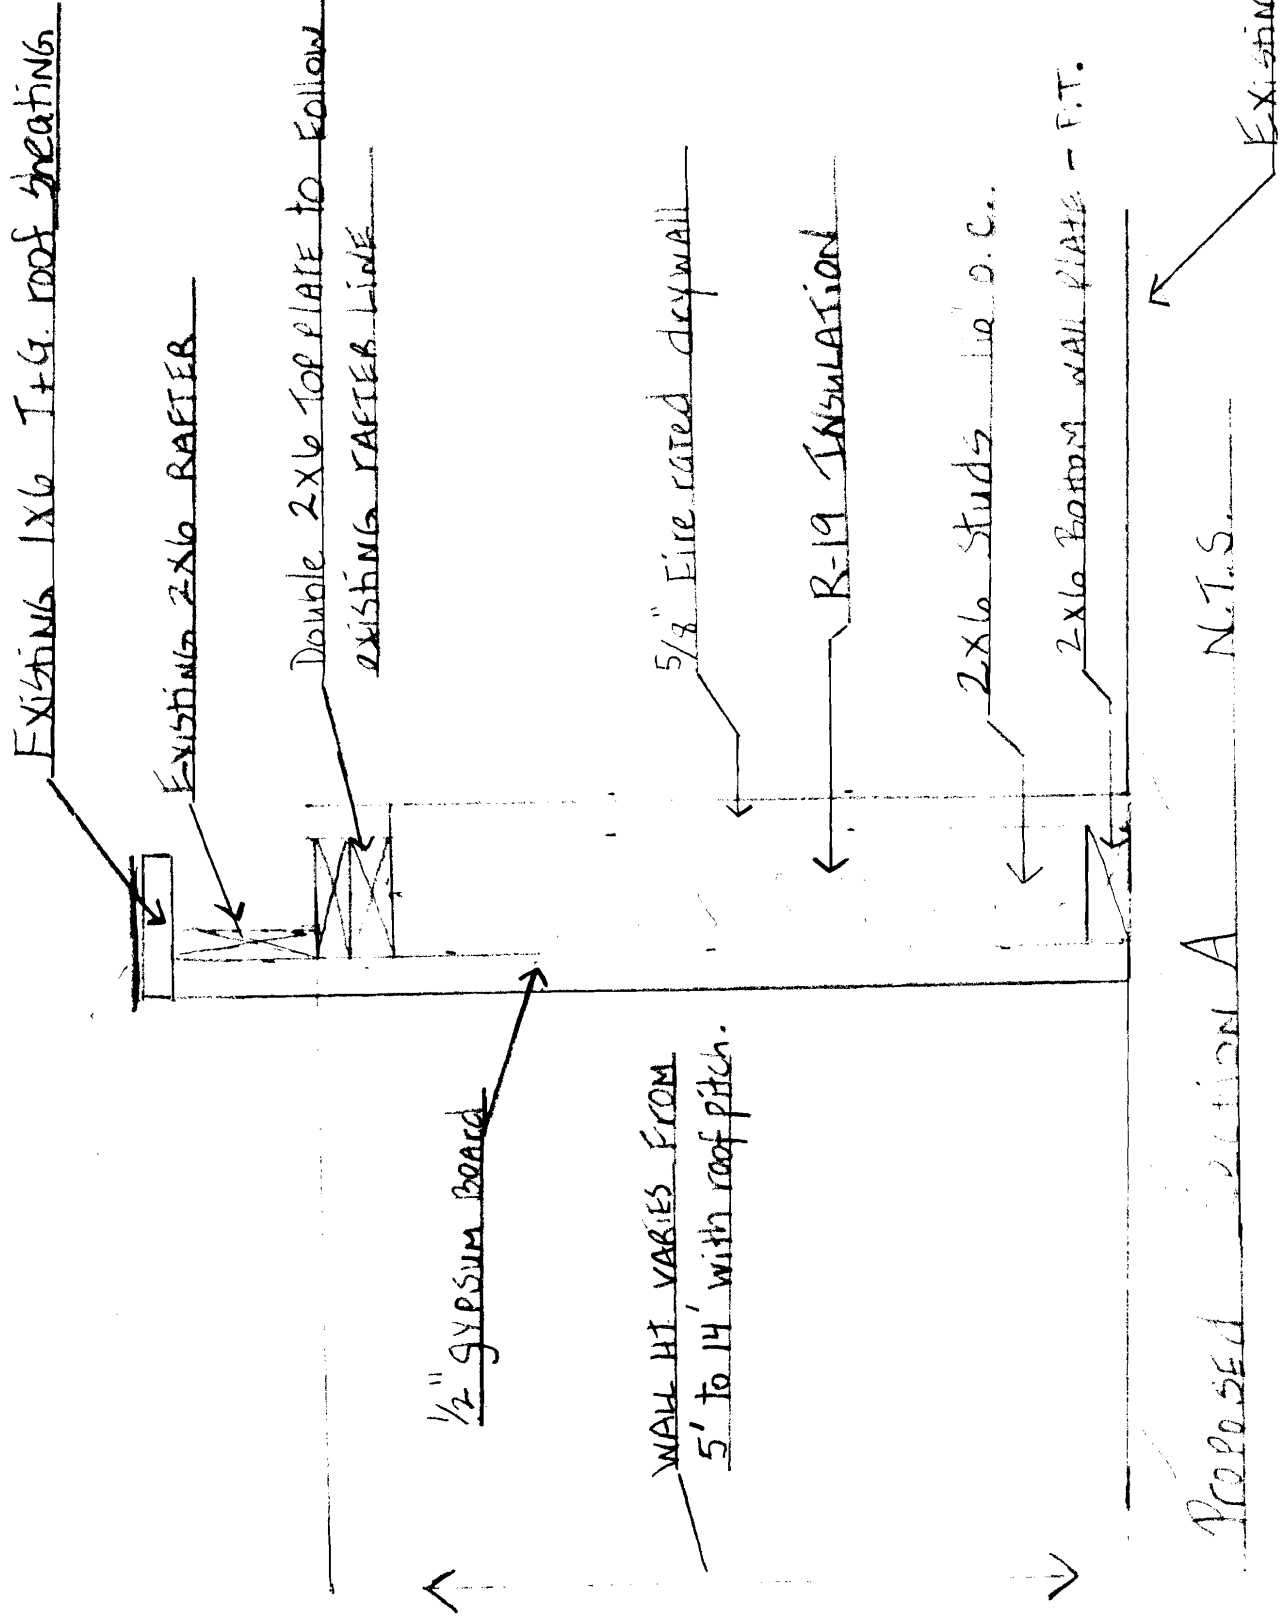 Existing 1x6 T+G. roof sheating
Existing 2x6 RAFTER
Double 2x6 TOP PLATE to Follow
existing rAFTER LiNE
5/8" Fire rated drywall
R-19 INSULATION
2x6 Studs O.C..
2x6 Bottom WALL PLATE -
Existin
1/2" gypsum Board
WALL HT VARIES From
5' to 14' with roof pitch.
Proposed Section A N.T.S.